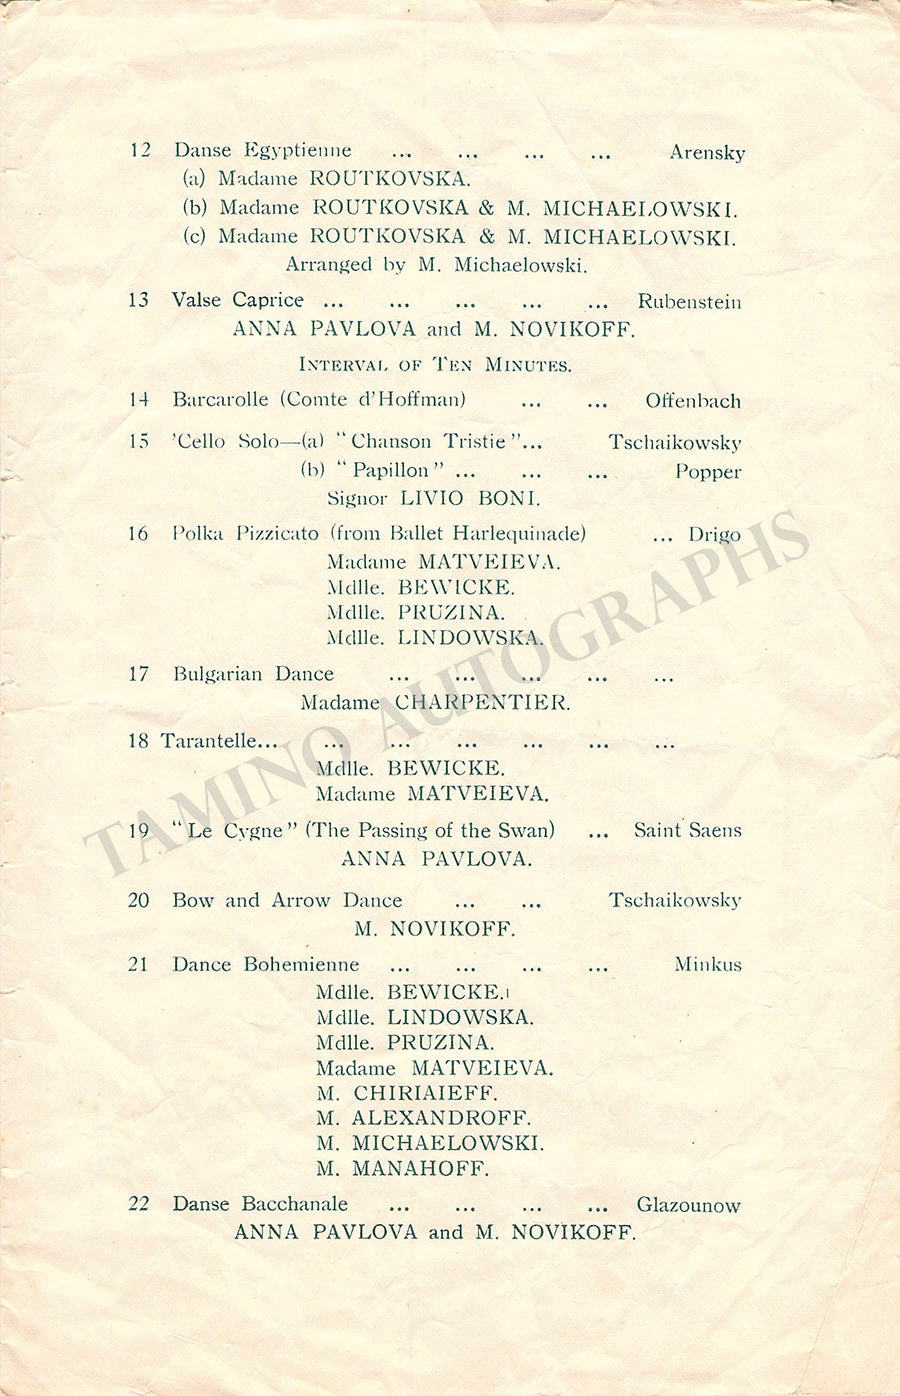 12 Danse Egyptienne ... ... ... ... Arensky
(a) Madame ROUTKOVSKA.
(b) Madame ROUTKOVSKA & M. MICHAELOWSKI.
(c) Madame ROUTKOVSKA & M. MICHAELOWSKI.
Arranged by M. Michaelowski.
13 Valse Caprice ... ... ... ... ... Rubenstein
ANNA PAVLOVA and M. NOVIKOFF.
INTERVAL OF TEN MINUTES.
14 Barcarolle (Comte d'Hoffman) ... ... Offenbach
15 'Cello Solo—(a) "Chanson Tristie"... Tschaikowsky
(b) "Papillon" ... ... ... Popper
Signor LIVIO BONI.
16 Polka Pizzicato (from Ballet Harlequinade) ... Drigo
Madame MATVEIEVA.
Mdlle. BEWICKE.
Mdlle. PRUZINA.
Mdlle. LINDOWSKA.
17 Bulgarian Dance ... ... ... ... ...
Madame CHARPENTIER.
18 Tarantelle... ... ... ... ... ... ...
Mdlle. BEWICKE.
Madame MATVEIEVA.
19 "Le Cygne" (The Passing of the Swan) ... Saint Saens
ANNA PAVLOVA.
20 Bow and Arrow Dance ... ... Tschaikowsky
M. NOVIKOFF.
21 Dance Bohemienne ... ... ... ... Minkus
Mdlle. BEWICKE.
Mdlle. LINDOWSKA.
Mdlle. PRUZINA.
Madame MATVEIEVA.
M. CHIRIAIEFF.
M. ALEXANDROFF.
M. MICHAELOWSKI.
M. MANAHOFF.
22 Danse Bacchanale ... ... ... ... Glazounow
ANNA PAVLOVA and M. NOVIKOFF.
TAMINO AUTOGRAPHS